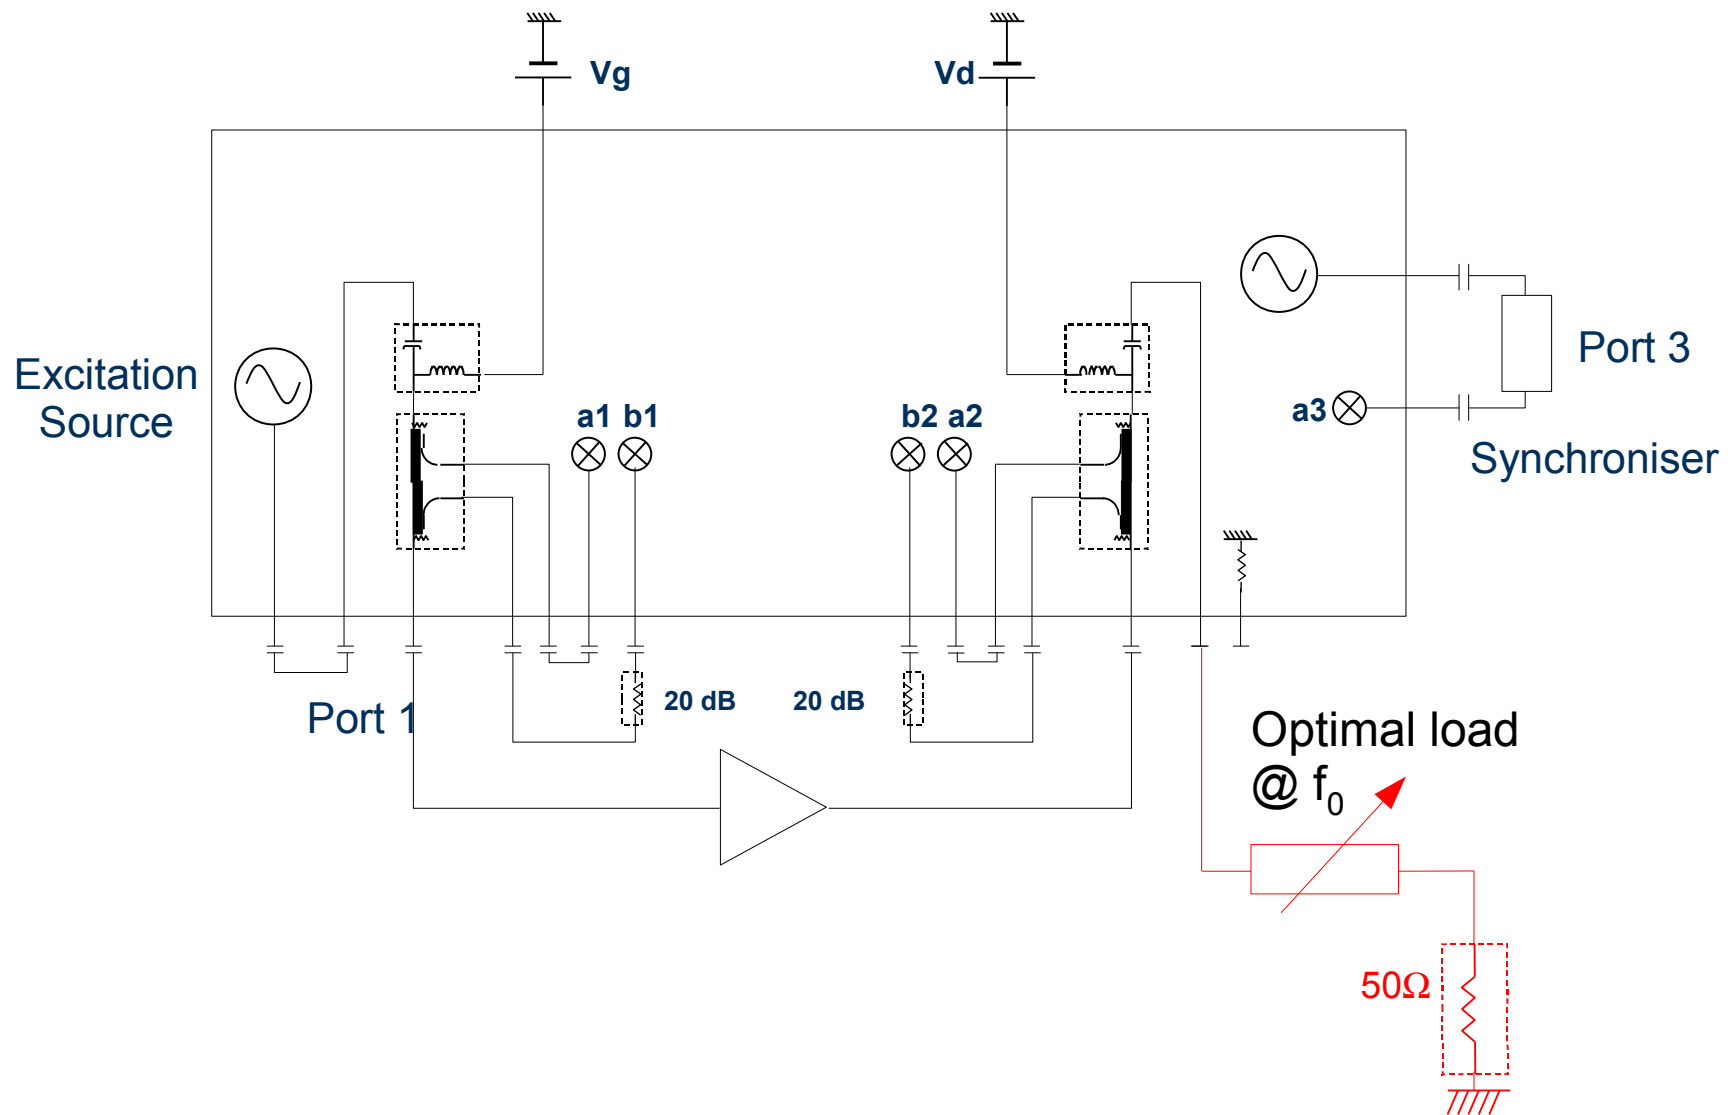 Vg
Vd
Excitation
Source
a1 b1
b2 a2
a3
Port 3
Synchroniser
Port 1
20 dB
20 dB
Optimal load
@ f₀
50Ω